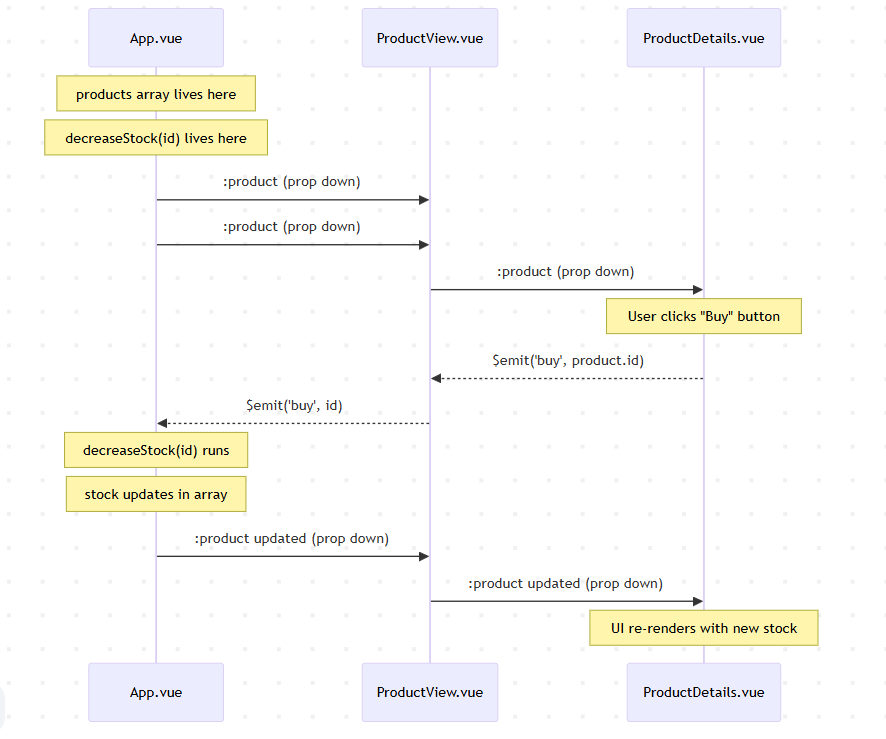 App.vue
ProductView.vue
ProductDetails.vue
products array lives here
decreaseStock(id) lives here
:product (prop down)
:product (prop down)
:product (prop down)
User clicks "Buy" button
$emit('buy', product.id)
$emit('buy', id)
decreaseStock(id) runs
stock updates in array
:product updated (prop down)
:product updated (prop down)
UI re-renders with new stock
App.vue
ProductView.vue
ProductDetails.vue